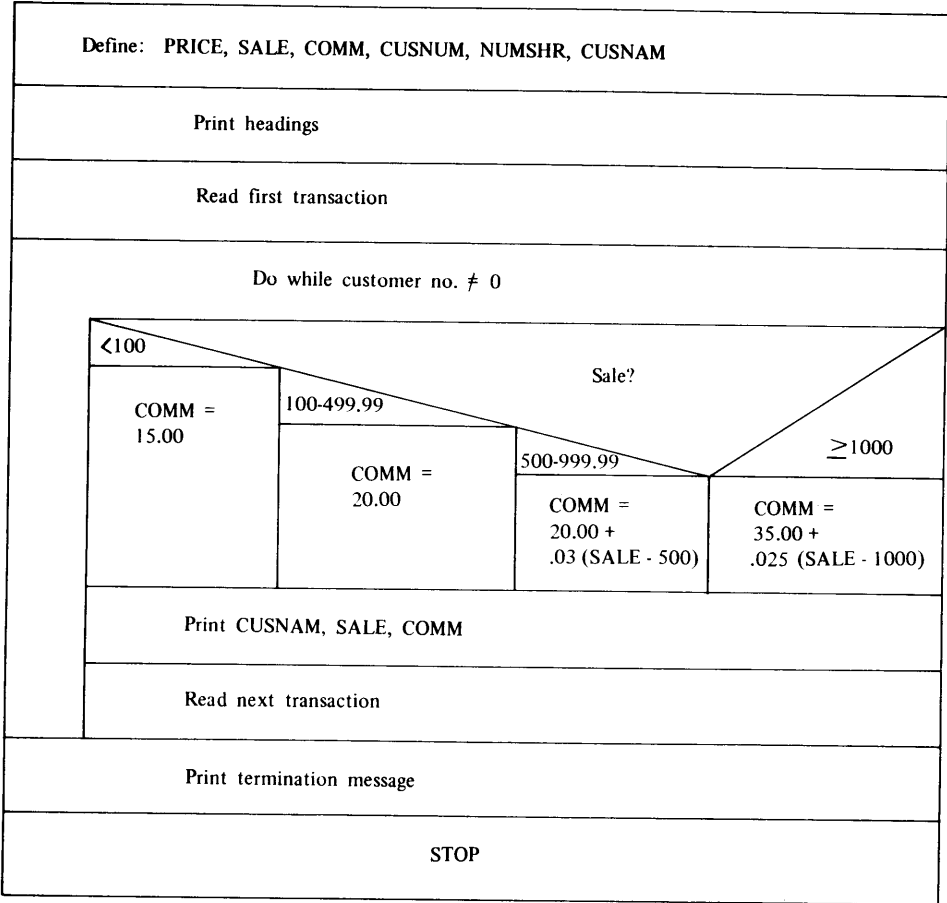 Define: PRICE, SALE, COMM, CUSNUM, NUMSHR, CUSNAM
Print headings
Read first transaction
Do while customer no. ≠ 0
<100
Sale?
100-499.99
500-999.99
≥1000
COMM =
15.00
COMM =
20.00
COMM =
20.00 +
.03 (SALE - 500)
COMM =
35.00 +
.025 (SALE - 1000)
Print CUSNAM, SALE, COMM
Read next transaction
Print termination message
STOP